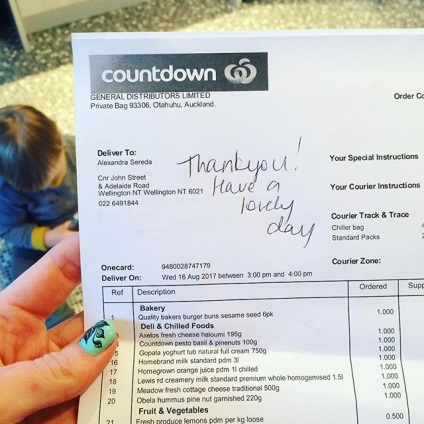 countdown
GENERAL DISTRIBUTORS LIMITED
Private Bag 93306, Otahuhu, Auckland.
Order Co
Deliver To:
Alexandra Sereda
Cnr John Street
& Adelaide Road
Wellington NT Wellington NT 6021
022 6491844
Thankyou!
Have a
lovely
day
Your Special Instructions
Your Courier Instructions
Courier Track & Trace
Chiller bag
Standard Packs
Courier Zone:
Onecard: 9480028747179
Deliver On: Wed 16 Aug 2017 between 3:00 pm and 4:00 pm
Ref Description Ordered Supp
Bakery
1 Quality bakers burger buns sesame seed 6pk 1.000
Deli & Chilled Foods
Axelos fresh cheese haloumi 195g 1.000
Countdown pesto basil & pinenuts 100g 1.000
Gopala yoghurt tub natural full cream 750g 1.000
16 Homebrand milk standard pdm 3l 1.000
17 Homegrown orange juice pdm 1l chilled 1.000
18 Lewis rd creamery milk standard premium whole homogemised 1.5l 1.000
19 Meadow fresh cottage cheese traditional 500g 1.000
20 Obela hummus pine nut garnished 220g 1.000
Fruit & Vegetables
21 Fresh produce lemons pdm per kg loose 0.500